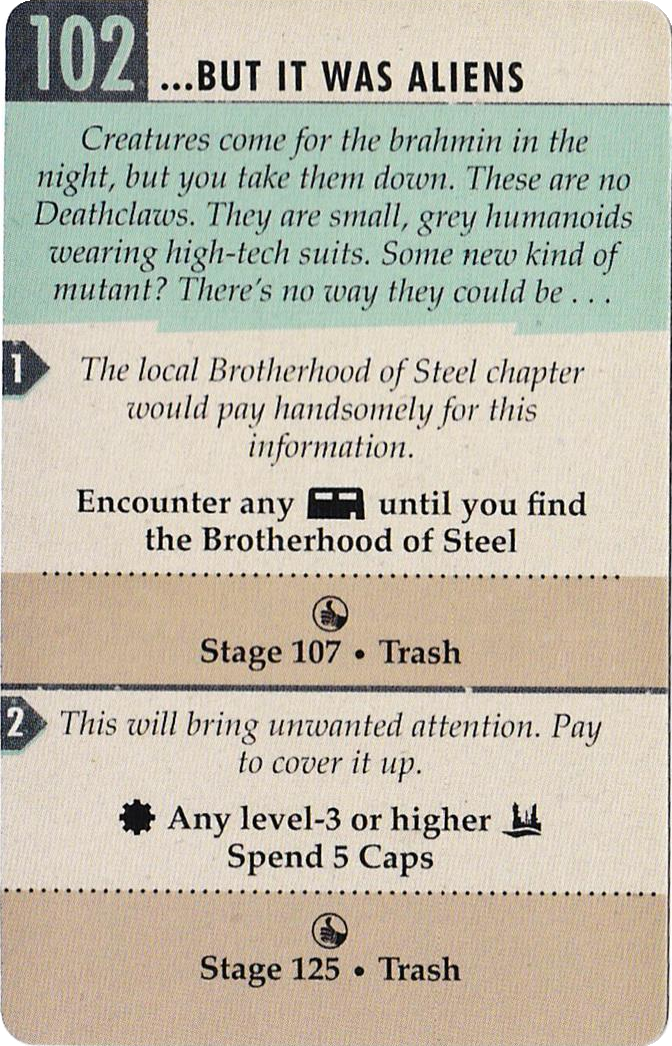 102
...BUT IT WAS ALIENS
Creatures come for the brahmin in the
night, but you take them down. These are no
Deathclaws. They are small, grey humanoids
wearing high-tech suits. Some new kind of
mutant? There's no way they could be . . .
1
The local Brotherhood of Steel chapter
would pay handsomely for this
information.
Encounter any until you find
the Brotherhood of Steel
Stage 107 • Trash
2
This will bring unwanted attention. Pay
to cover it up.
Any level-3 or higher
Spend 5 Caps
Stage 125 • Trash